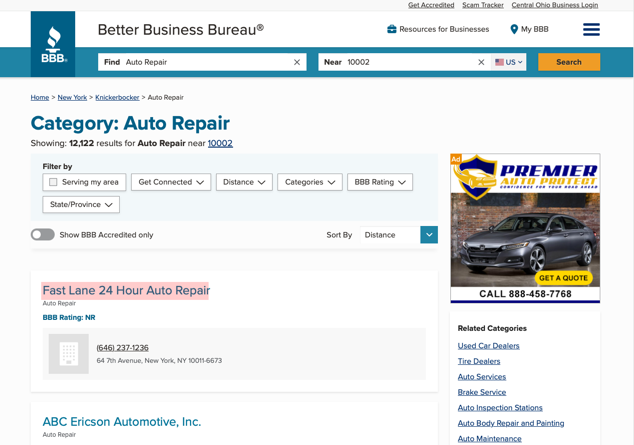 Get Accredited Scam Tracker Central Ohio Business Login
BBB®
Better Business Bureau®
Resources for Businesses
My BBB
Find Auto Repair
Near 10002
US
Search
Home > New York > Knickerbocker > Auto Repair
Category: Auto Repair
Showing: 12,122 results for Auto Repair near 10002
Filter by
Serving my area
Get Connected
Distance
Categories
BBB Rating
State/Province
Show BBB Accredited only
Sort By Distance
Fast Lane 24 Hour Auto Repair
Auto Repair
BBB Rating: NR
(646) 237-1236
64 7th Avenue, New York, NY 10011-6673
ABC Ericson Automotive, Inc.
Auto Repair
Ad
PREMIER
AUTO PROTECT
CONFIDENCE FOR YOUR ROAD AHEAD
GET A QUOTE
CALL 888-458-7768
Related Categories
Used Car Dealers
Tire Dealers
Auto Services
Brake Service
Auto Inspection Stations
Auto Body Repair and Painting
Auto Maintenance